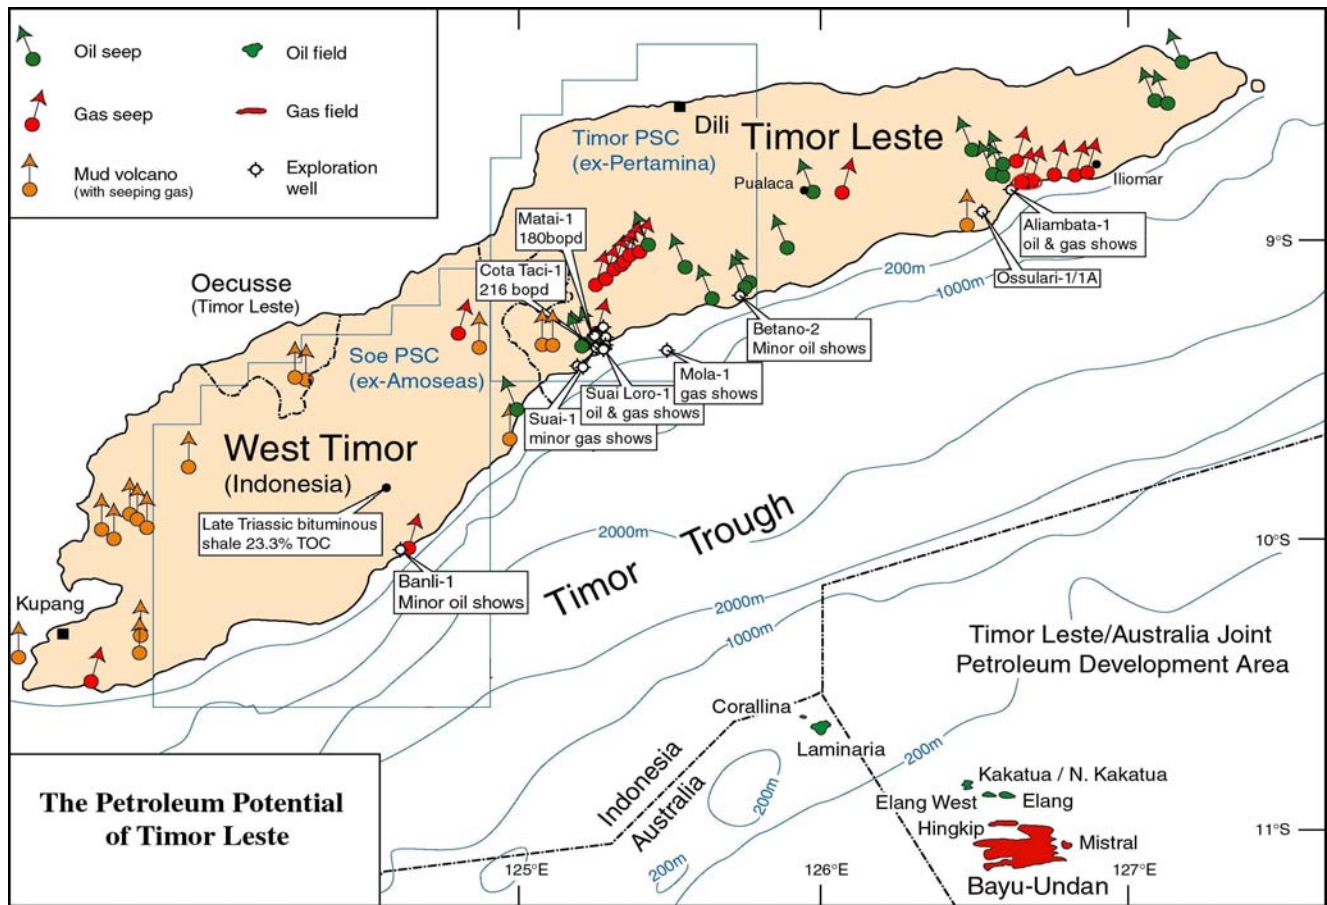 Oil seep
Oil field
Gas seep
Gas field
Mud volcano
(with seeping gas)
Exploration
well
Timor PSC
(ex-Pertamina)
Dili
Timor Leste
Pualaca
Iliomar
Matai-1
180bopd
Cota Taci-1
216 bopd
Aliambata-1
oil & gas shows
Ossulari-1/1A
9°S
200m
1000m
Oecusse
(Timor Leste)
Betano-2
Minor oil shows
Soe PSC
(ex-Amoseas)
Mola-1
gas shows
Suai Loro-1
oil & gas shows
Suai-1
minor gas shows
West Timor
(Indonesia)
Late Triassic bituminous
shale 23.3% TOC
2000m
Timor Trough
10°S
Banli-1
Minor oil shows
Kupang
2000m
1000m
Timor Leste/Australia Joint
Petroleum Development Area
Corallina
Laminaria
200m
Indonesia
Australia
200m
200m
Kakatua / N. Kakatua
Elang West
Elang
Hingkip
Mistral
Bayu-Undan
11°S
125°E
126°E
127°E
The Petroleum Potential
of Timor Leste